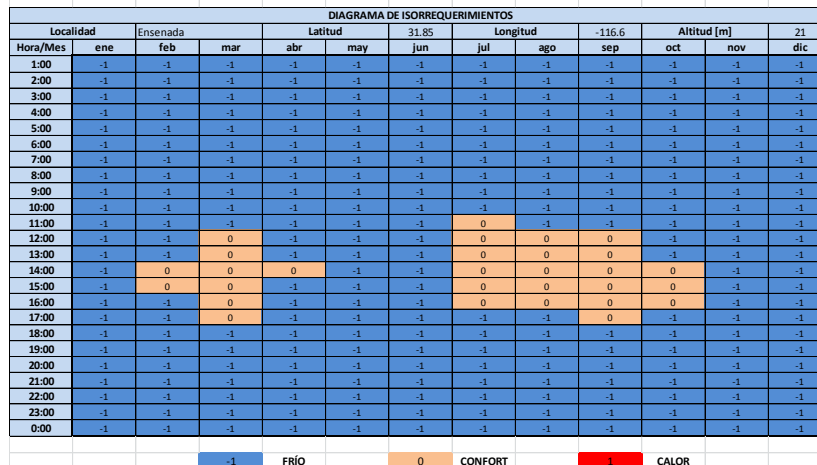 DIAGRAMA DE ISORREQUERIMIENTOS
Localidad Ensenada Latitud 31.85 Longitud -116.6 Altitud [m] 21
Hora/Mes ene feb mar abr may jun jul ago sep oct nov dic
1:00 -1 -1 -1 -1 -1 -1 -1 -1 -1 -1 -1 -1
2:00 -1 -1 -1 -1 -1 -1 -1 -1 -1 -1 -1 -1
3:00 -1 -1 -1 -1 -1 -1 -1 -1 -1 -1 -1 -1
4:00 -1 -1 -1 -1 -1 -1 -1 -1 -1 -1 -1 -1
5:00 -1 -1 -1 -1 -1 -1 -1 -1 -1 -1 -1 -1
6:00 -1 -1 -1 -1 -1 -1 -1 -1 -1 -1 -1 -1
7:00 -1 -1 -1 -1 -1 -1 -1 -1 -1 -1 -1 -1
8:00 -1 -1 -1 -1 -1 -1 -1 -1 -1 -1 -1 -1
9:00 -1 -1 -1 -1 -1 -1 -1 -1 -1 -1 -1 -1
10:00 -1 -1 -1 -1 -1 -1 -1 -1 -1 -1 -1 -1
11:00 -1 -1 -1 -1 -1 -1 0 -1 -1 -1 -1 -1
12:00 -1 -1 0 -1 -1 -1 0 0 0 -1 -1 -1
13:00 -1 -1 0 -1 -1 -1 0 0 0 -1 -1 -1
14:00 -1 0 0 0 -1 -1 0 0 0 0 -1 -1
15:00 -1 0 0 -1 -1 -1 0 0 0 0 -1 -1
16:00 -1 -1 0 -1 -1 -1 0 0 0 0 -1 -1
17:00 -1 -1 0 -1 -1 -1 -1 -1 0 -1 -1 -1
18:00 -1 -1 -1 -1 -1 -1 -1 -1 -1 -1 -1 -1
19:00 -1 -1 -1 -1 -1 -1 -1 -1 -1 -1 -1 -1
20:00 -1 -1 -1 -1 -1 -1 -1 -1 -1 -1 -1 -1
21:00 -1 -1 -1 -1 -1 -1 -1 -1 -1 -1 -1 -1
22:00 -1 -1 -1 -1 -1 -1 -1 -1 -1 -1 -1 -1
23:00 -1 -1 -1 -1 -1 -1 -1 -1 -1 -1 -1 -1
0:00 -1 -1 -1 -1 -1 -1 -1 -1 -1 -1 -1 -1
-1 FRÍO 0 CONFORT 1 CALOR